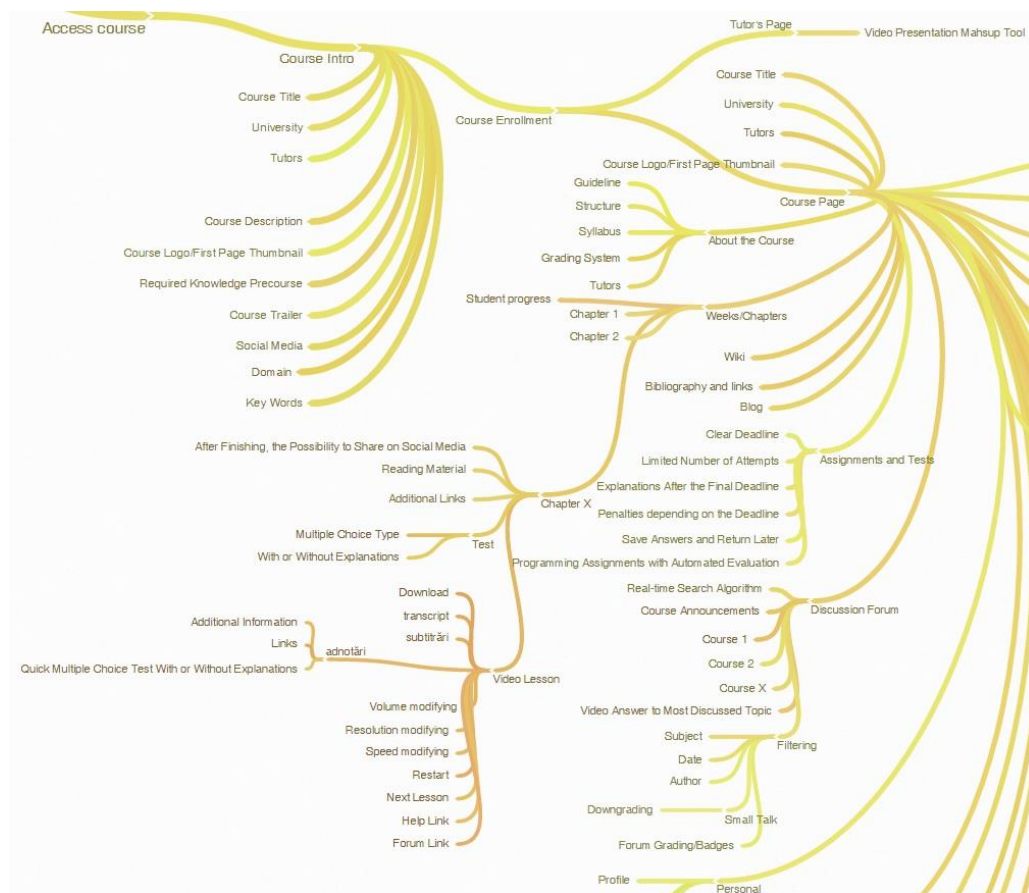 Access course
Course Intro
Course Title
University
Tutors
Course Description
Course Logo/First Page Thumbnail
Required Knowledge Precourse
Course Trailer
Social Media
Domain
Key Words
Course Enrollment
Tutor's Page
Video Presentation Mahsup Tool
Course Title
University
Tutors
Course Logo/First Page Thumbnail
Course Page
Guideline
Structure
Syllabus
Grading System
Tutors
About the Course
Student progress
Chapter 1
Chapter 2
Weeks/Chapters
Wiki
Bibliography and links
Blog
After Finishing, the Possibility to Share on Social Media
Reading Material
Additional Links
Chapter X
Multiple Choice Type
With or Without Explanations
Test
Clear Deadline
Limited Number of Attempts
Explanations After the Final Deadline
Penalties depending on the Deadline
Save Answers and Return Later
Programming Assignments with Automated Evaluation
Assignments and Tests
Download
transcript
subtitrări
Additional Information
Links
Quick Multiple Choice Test With or Without Explanations
adnotări
Video Lesson
Volume modifying
Resolution modifying
Speed modifying
Restart
Next Lesson
Help Link
Forum Link
Real-time Search Algorithm
Course Announcements
Discussion Forum
Course 1
Course 2
Course X
Video Answer to Most Discussed Topic
Subject
Filtering
Date
Author
Downgrading
Small Talk
Forum Grading/Badges
Profile
Personal